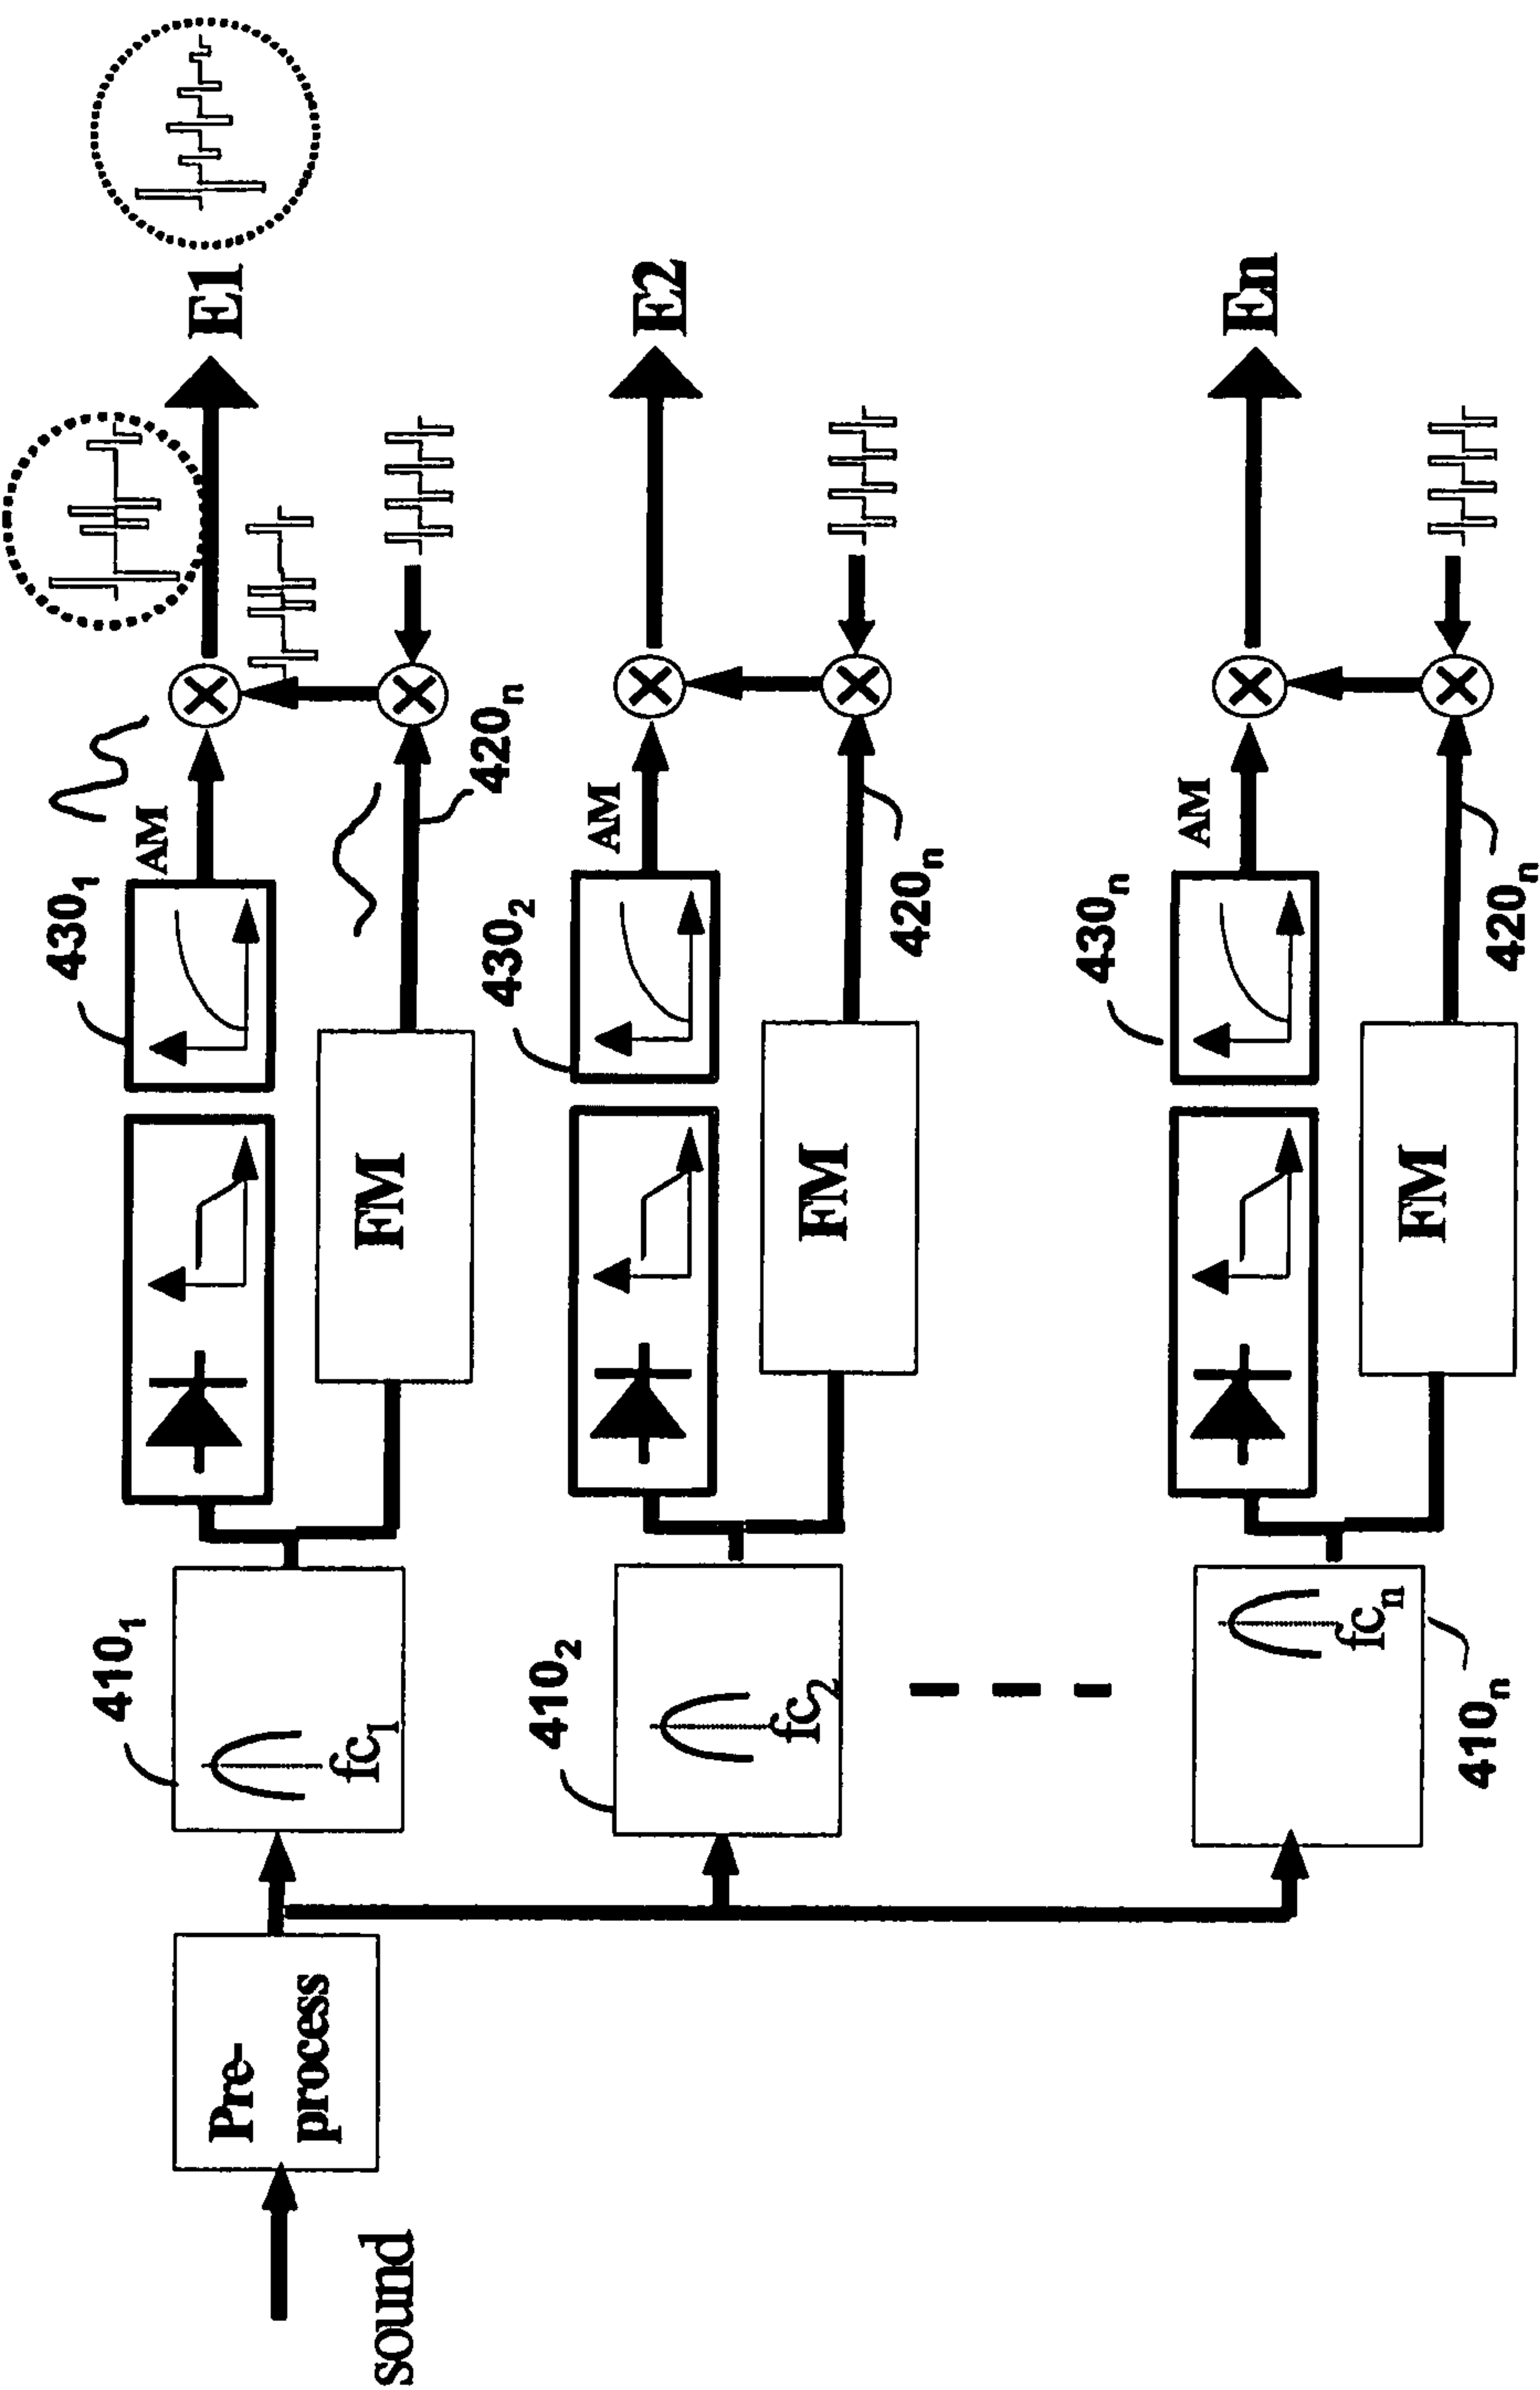 sound
Pre-
process
410₁
fc₁
430₁
AM
FM
420ₙ
E1
410₂
fc₂
430₂
AM
FM
420ₙ
E2
410ₙ
fcₙ
430ₙ
AM
FM
420ₙ
En